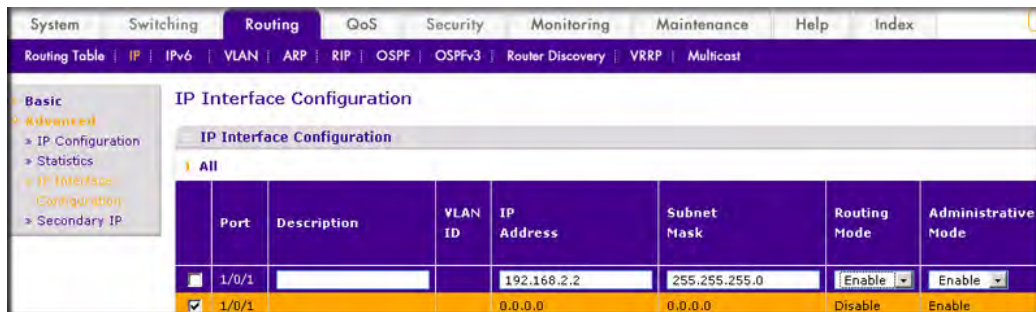 System Switching Routing QoS Security Monitoring Maintenance Help Index
Routing Table IP IPv6 VLAN ARP RIP OSPF OSPFv3 Router Discovery VRRP Multicast
Basic
Advanced
» IP Configuration
» Statistics
» IP Interface
Configuration
» Secondary IP
IP Interface Configuration
IP Interface Configuration
All
Port Description VLAN ID IP Address Subnet Mask Routing Mode Administrative Mode
1/0/1 192.168.2.2 255.255.255.0 Enable Enable
1/0/1 0.0.0.0 0.0.0.0 Disable Enable